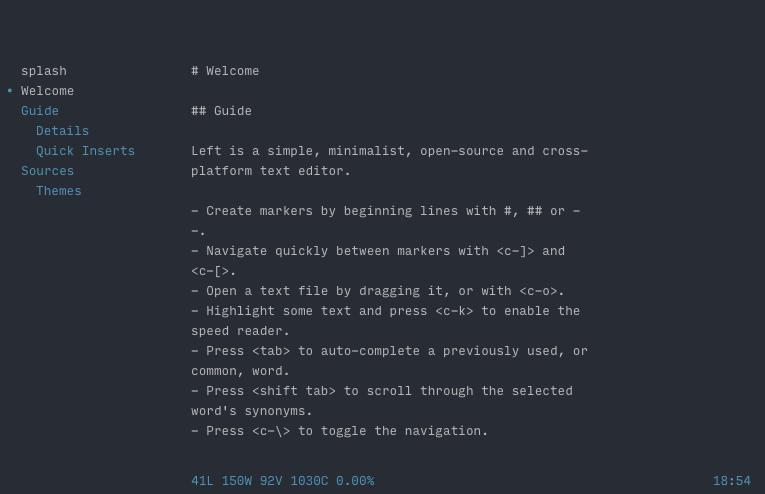 splash
• Welcome
Guide
Details
Quick Inserts
Sources
Themes
# Welcome
## Guide
Left is a simple, minimalist, open-source and cross-
platform text editor.
- Create markers by beginning lines with #, ## or -
-.
- Navigate quickly between markers with <c-]> and
<c-[>.
- Open a text file by dragging it, or with <c-o>.
- Highlight some text and press <c-k> to enable the
speed reader.
- Press <tab> to auto-complete a previously used, or
common, word.
- Press <shift tab> to scroll through the selected
word's synonyms.
- Press <c-\> to toggle the navigation.
41L 150W 92V 1030C 0.00%
18:54